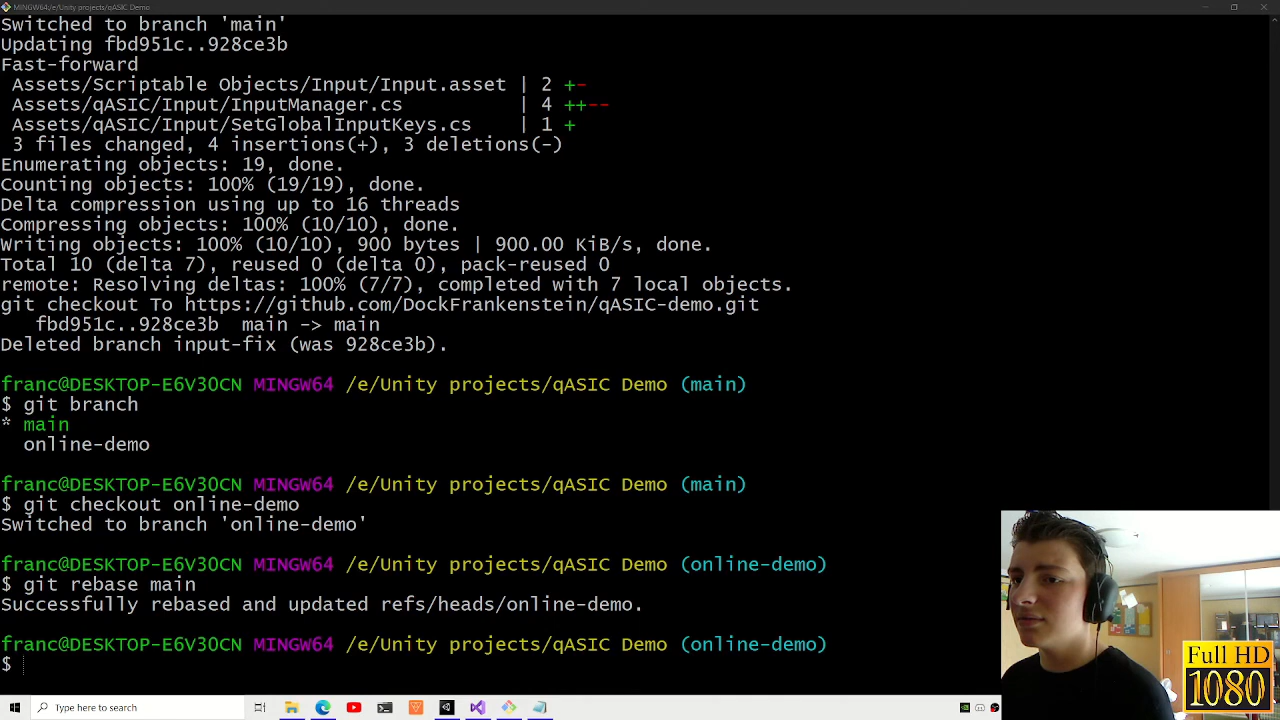 MINGW64:/e/Unity projects/qASIC Demo
Switched to branch 'main'
Updating fbd951c..928ce3b
Fast-forward
Assets/Scriptable Objects/Input/Input.asset | 2 +-
Assets/qASIC/Input/InputManager.cs | 4 ++--
Assets/qASIC/Input/SetGlobalInputKeys.cs | 1 +
3 files changed, 4 insertions(+), 3 deletions(-)
Enumerating objects: 19, done.
Counting objects: 100% (19/19), done.
Delta compression using up to 16 threads
Compressing objects: 100% (10/10), done.
Writing objects: 100% (10/10), 900 bytes | 900.00 KiB/s, done.
Total 10 (delta 7), reused 0 (delta 0), pack-reused 0
remote: Resolving deltas: 100% (7/7), completed with 7 local objects.
git checkout To https://github.com/DockFrankenstein/qASIC-demo.git
fbd951c..928ce3b main -> main
Deleted branch input-fix (was 928ce3b).
franc@DESKTOP-E6V3OCN MINGW64 /e/Unity projects/qASIC Demo (main)
$ git branch
* main
online-demo
franc@DESKTOP-E6V3OCN MINGW64 /e/Unity projects/qASIC Demo (main)
$ git checkout online-demo
Switched to branch 'online-demo'
franc@DESKTOP-E6V3OCN MINGW64 /e/Unity projects/qASIC Demo (online-demo)
$ git rebase main
Successfully rebased and updated refs/heads/online-demo.
franc@DESKTOP-E6V3OCN MINGW64 /e/Unity projects/qASIC Demo (online-demo)
$
Full HD
1080
Type here to search